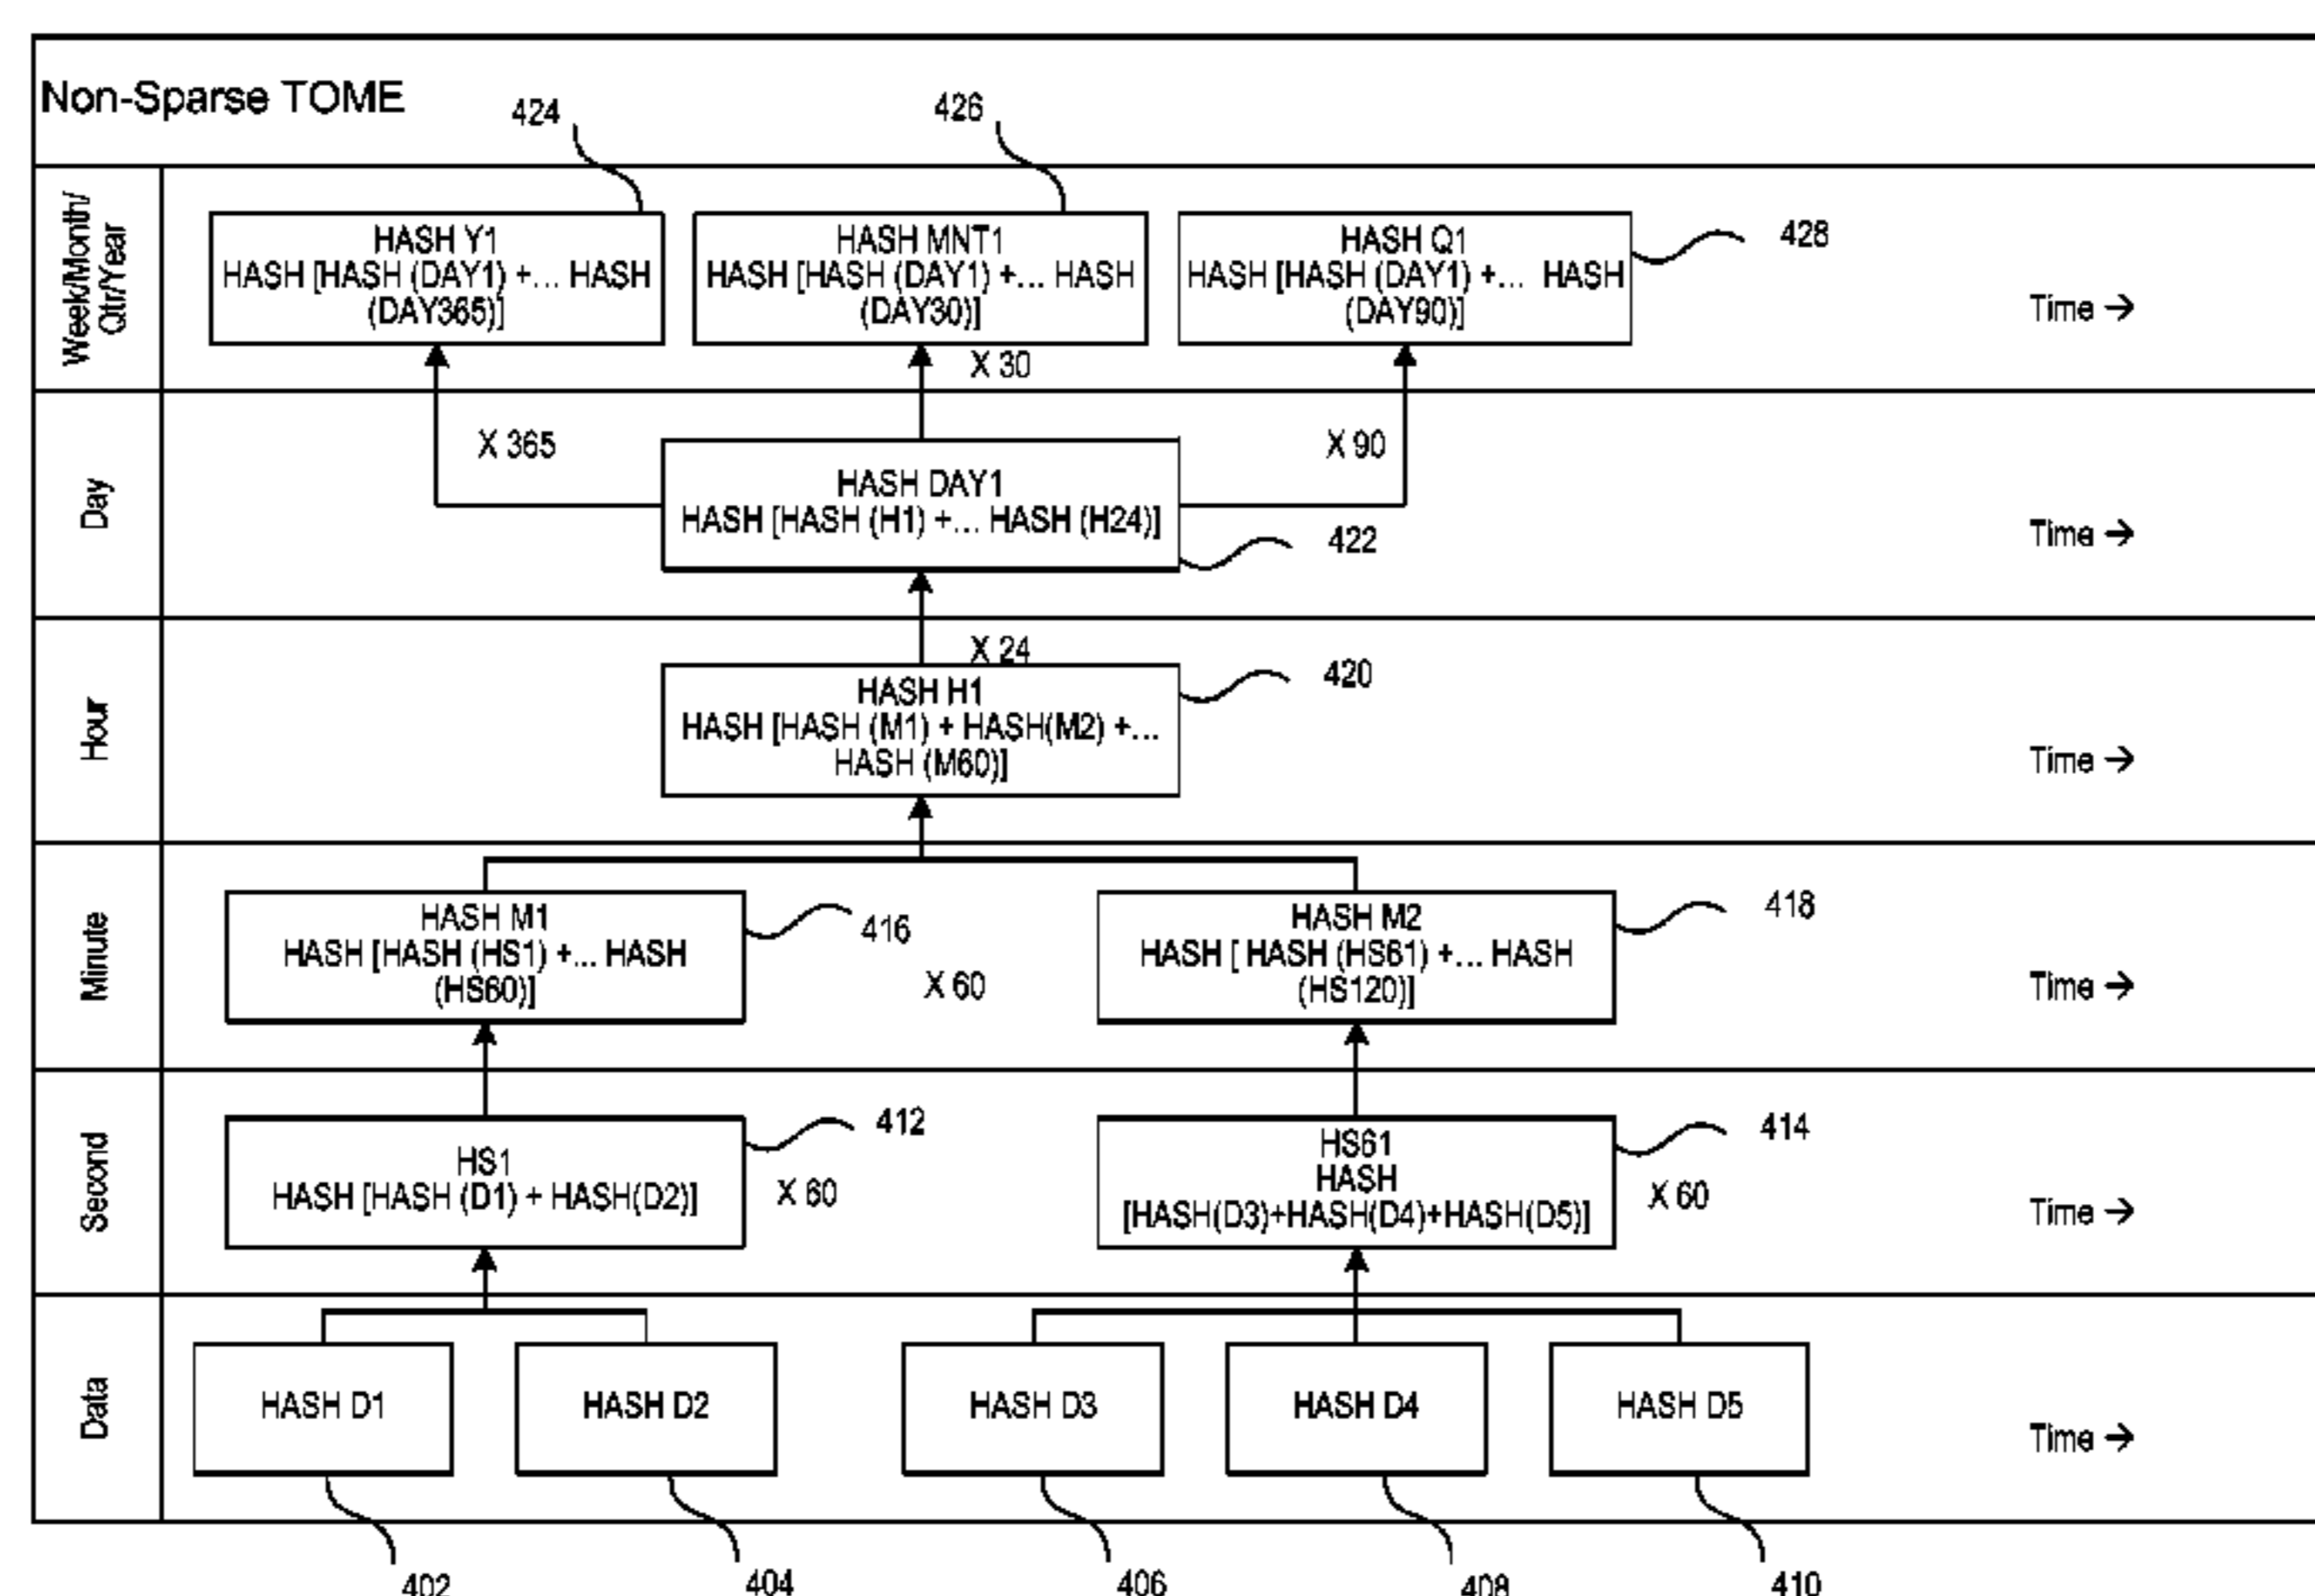 Non-Sparse TOME
424
426
Week/Month/
Qtr/Year
HASH Y1
HASH [HASH (DAY1) +... HASH
(DAY365)]
HASH MNT1
HASH [HASH (DAY1) +... HASH
(DAY30)]
HASH Q1
HASH [HASH (DAY1) +... HASH
(DAY90)]
428
Time →
X 30
Day
X 365
X 90
HASH DAY1
HASH [HASH (H1) +... HASH (H24)]
422
Time →
Hour
X 24
HASH H1
HASH [HASH (M1) + HASH(M2) +...
HASH (M60)]
420
Time →
Minute
HASH M1
HASH [HASH (HS1) +... HASH
(HS60)]
416
X 60
HASH M2
HASH [ HASH (HS61) +... HASH
(HS120)]
418
Time →
Second
HS1
HASH [HASH (D1) + HASH(D2)]
412
X 60
HS61
HASH
[HASH(D3)+HASH(D4)+HASH(D5)]
414
X 60
Time →
Data
HASH D1
HASH D2
HASH D3
HASH D4
HASH D5
Time →
402
404
406
408
410